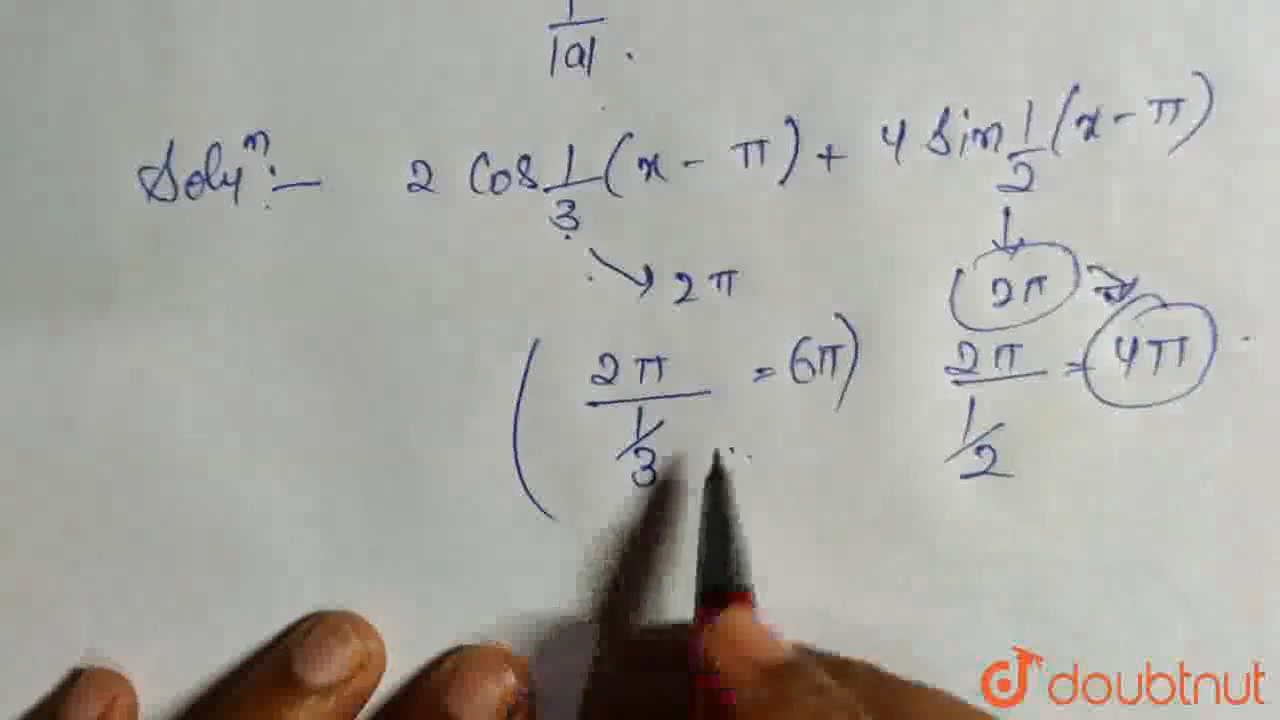 1/|a| .
Solyⁿ :- 2 Cos 1/3 (x - π) + 4 Sin 1/2 (x - π)
↓
↘ 2π (2π) ⇒
( 2π / 1/3 = 6π) 2π / 1/2 = 4π .
doubtnut